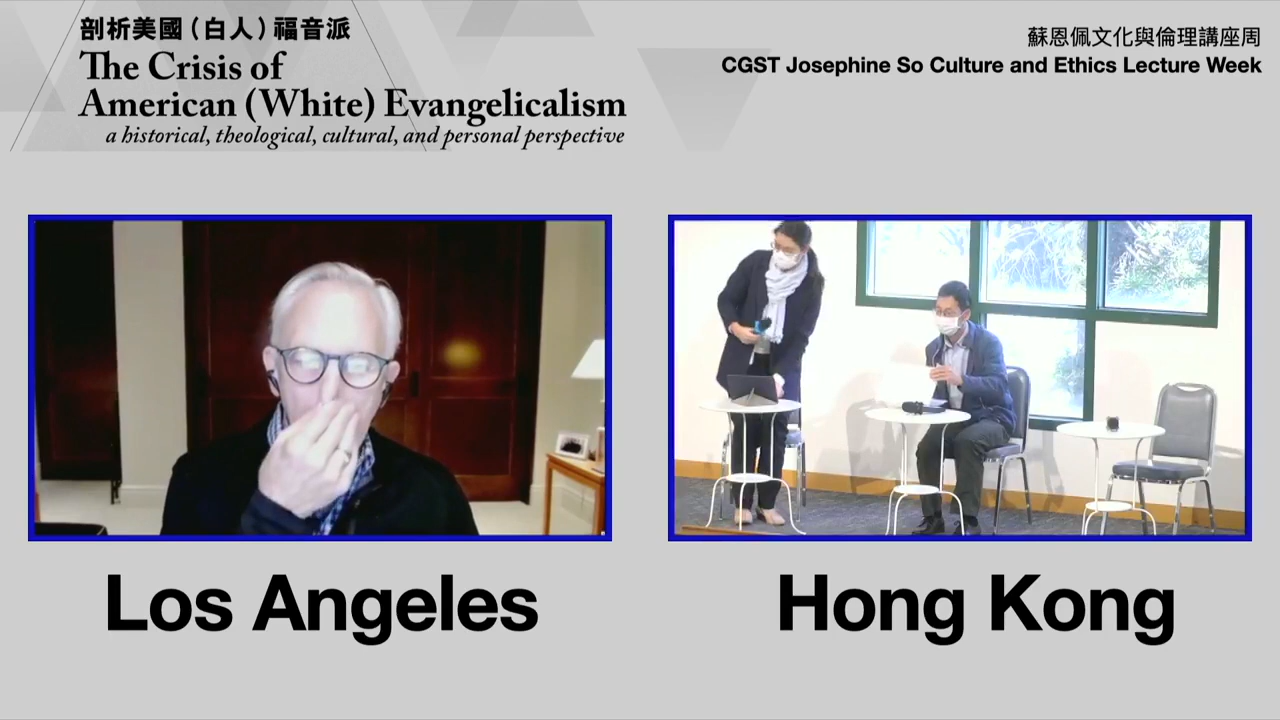 剖析美國（白人）福音派
The Crisis of
American (White) Evangelicalism
a historical, theological, cultural, and personal perspective
蘇恩佩文化與倫理講座周
CGST Josephine So Culture and Ethics Lecture Week
Los Angeles
Hong Kong